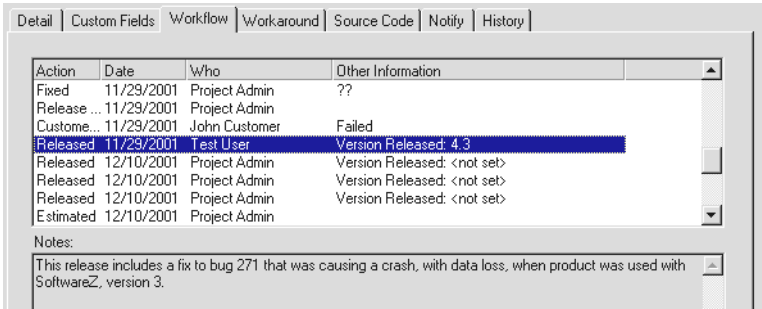 Detail Custom Fields Workflow Workaround Source Code Notify History
Action Date Who Other Information
Fixed 11/29/2001 Project Admin ??
Release ... 11/29/2001 Project Admin
Custome... 11/29/2001 John Customer Failed
Released 11/29/2001 Test User Version Released: 4.3
Released 12/10/2001 Project Admin Version Released: <not set>
Released 12/10/2001 Project Admin Version Released: <not set>
Released 12/10/2001 Project Admin Version Released: <not set>
Estimated 12/10/2001 Project Admin
Notes:
This release includes a fix to bug 271 that was causing a crash, with data loss, when product was used with
SoftwareZ, version 3.